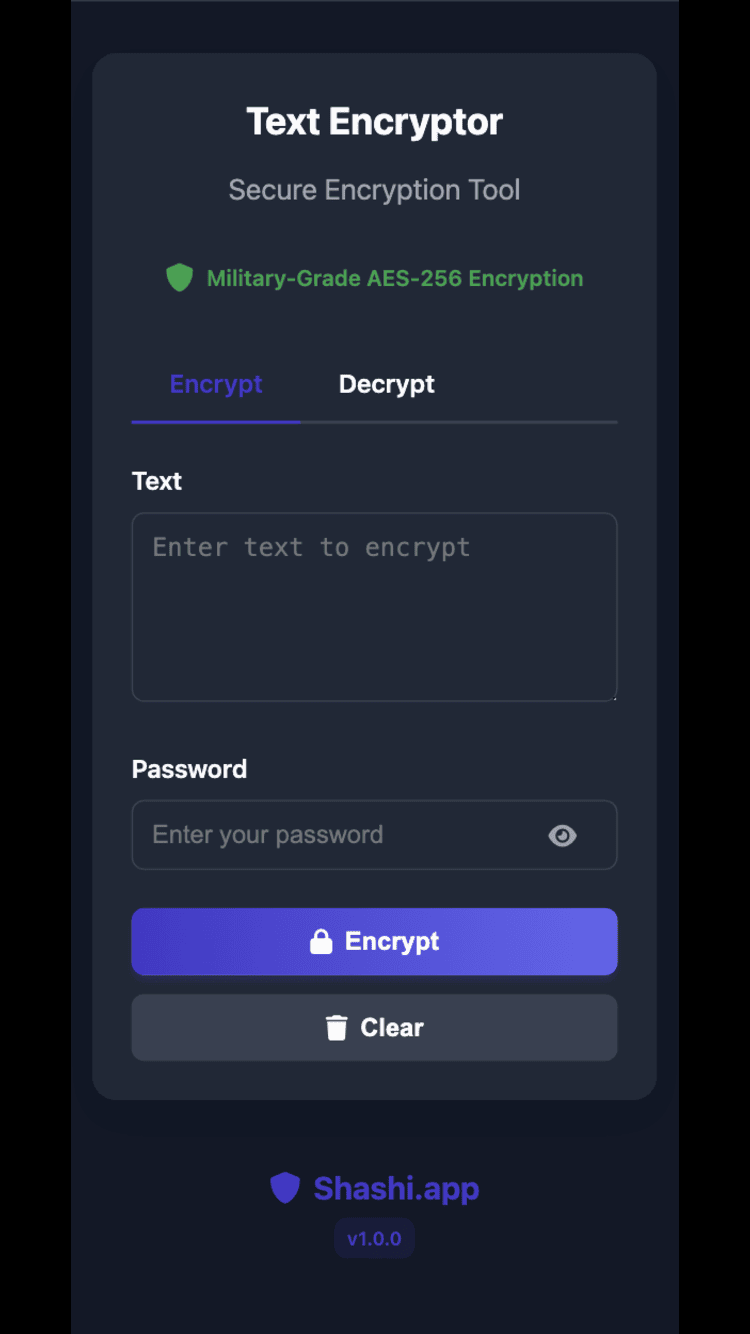 Text Encryptor
Secure Encryption Tool
Military-Grade AES-256 Encryption
Encrypt Decrypt
Text
Enter text to encrypt
Password
Enter your password
Encrypt
Clear
Shashi.app
v1.0.0